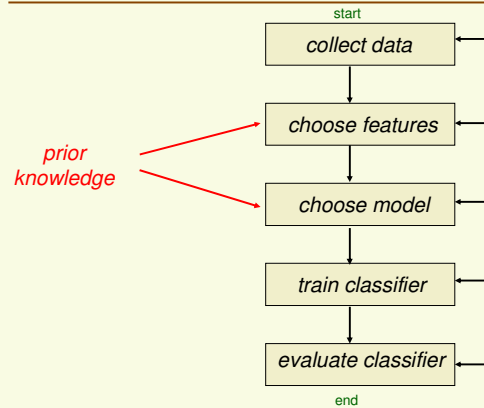 start
collect data
choose features
prior
knowledge
choose model
train classifier
evaluate classifier
end